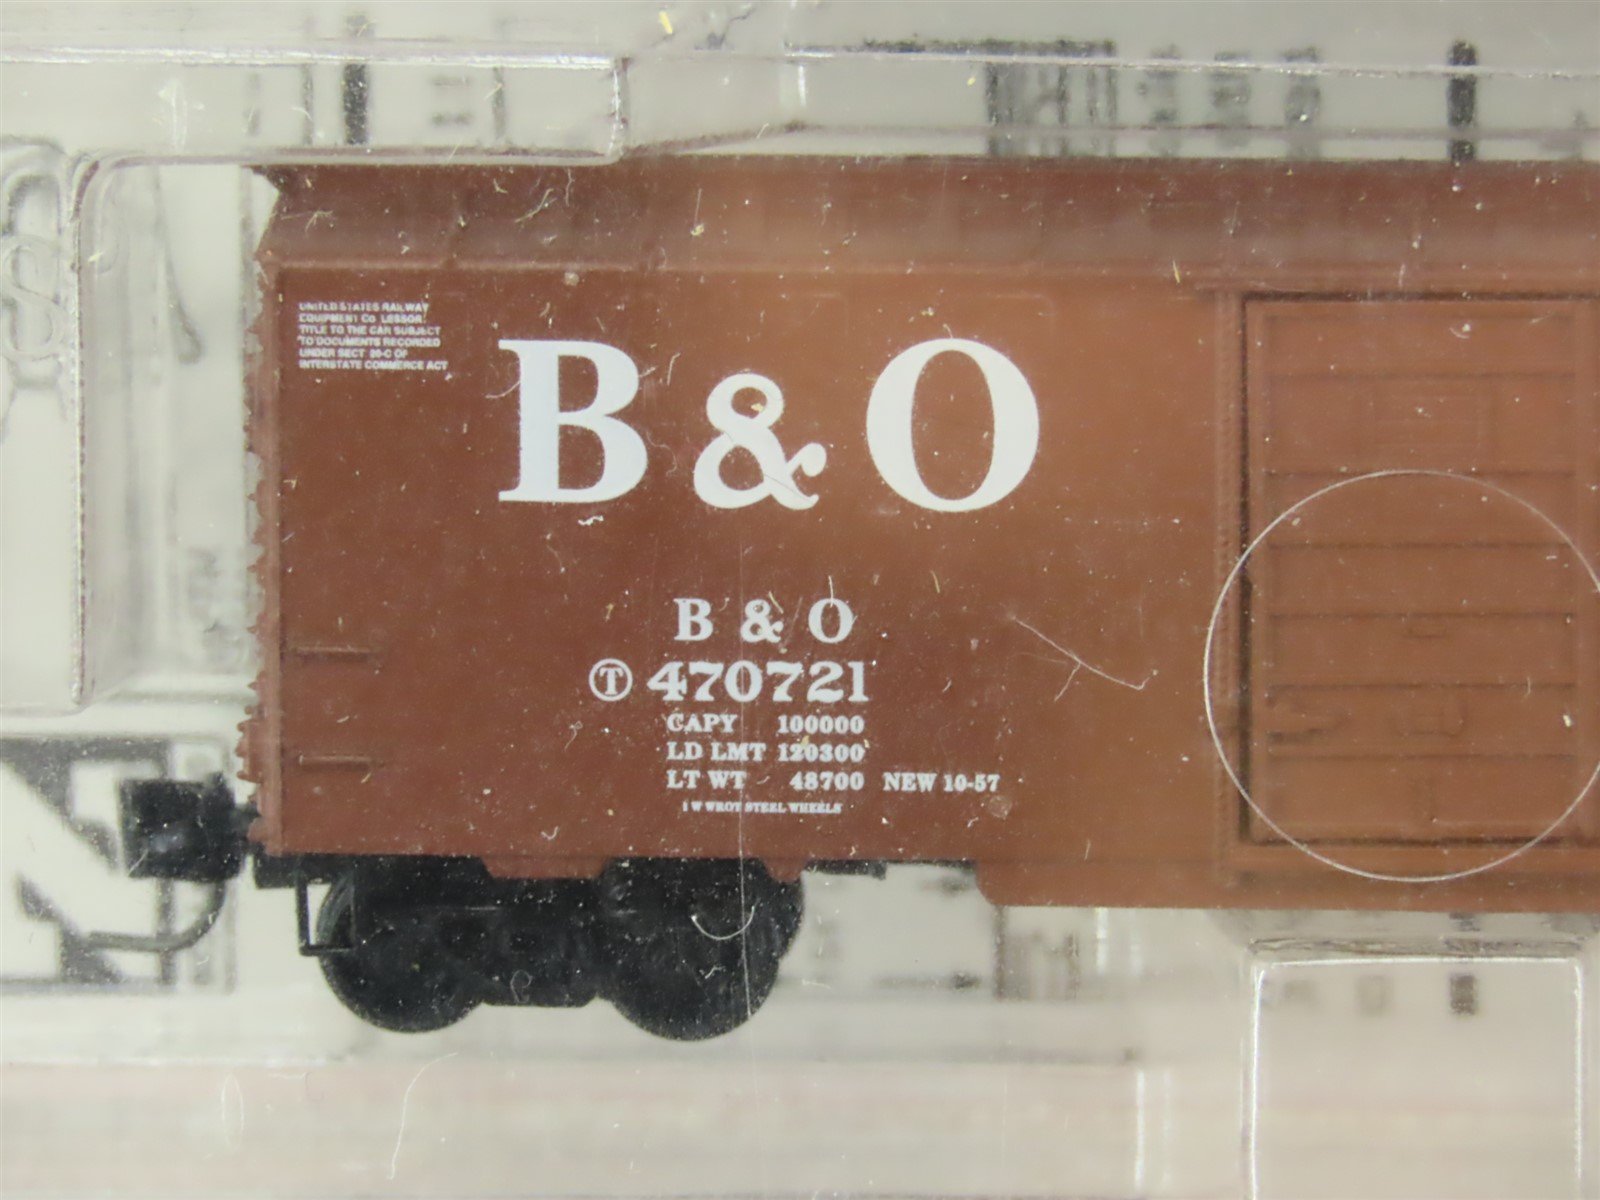 UNITED STATES RAILWAY
EQUIPMENT Co LESSOR.
TITLE TO THE CAR SUBJECT
TO DOCUMENTS RECORDED
UNDER SECT 20-C OF
INTERSTATE COMMERCE ACT
B & O
B & O
T 470721
CAPY 100000
LD LMT 120300
LT WT 48700 NEW 10-57
1 W WROT STEEL WHEELS